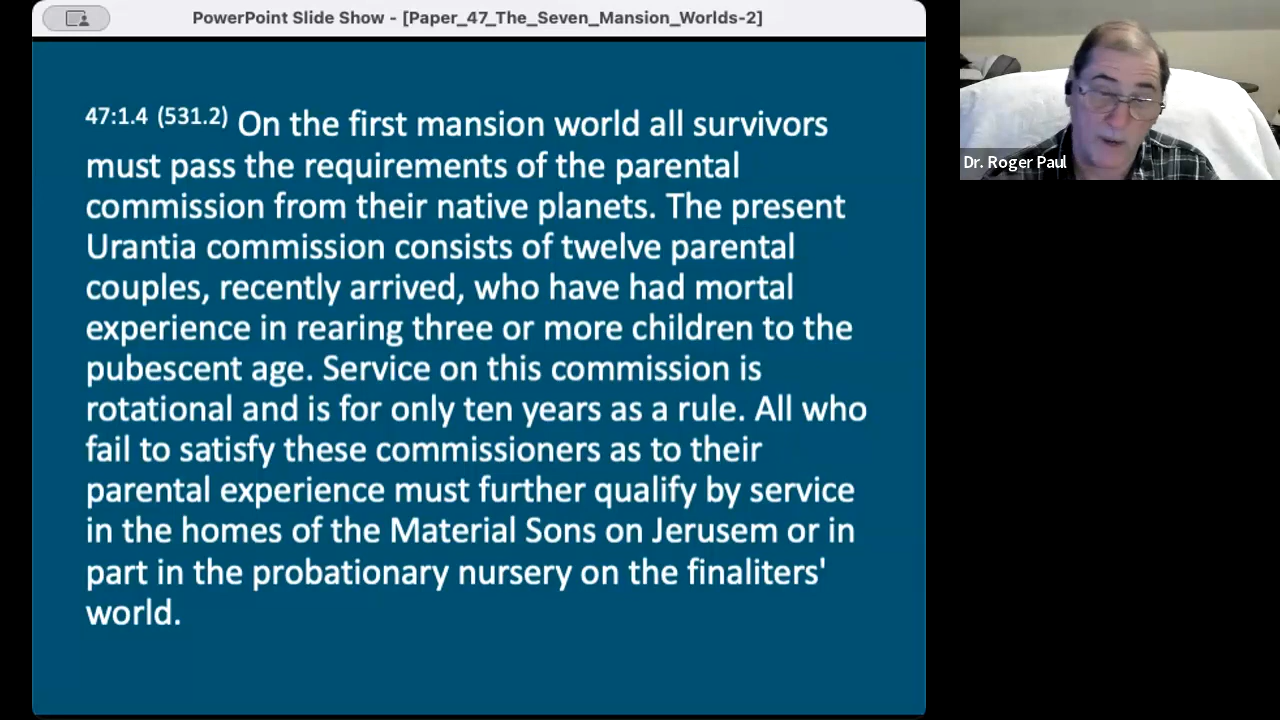 PowerPoint Slide Show - [Paper_47_The_Seven_Mansion_Worlds-2]
47:1.4 (531.2) On the first mansion world all survivors
must pass the requirements of the parental
commission from their native planets. The present
Urantia commission consists of twelve parental
couples, recently arrived, who have had mortal
experience in rearing three or more children to the
pubescent age. Service on this commission is
rotational and is for only ten years as a rule. All who
fail to satisfy these commissioners as to their
parental experience must further qualify by service
in the homes of the Material Sons on Jerusem or in
part in the probationary nursery on the finaliters'
world.
Dr. Roger Paul